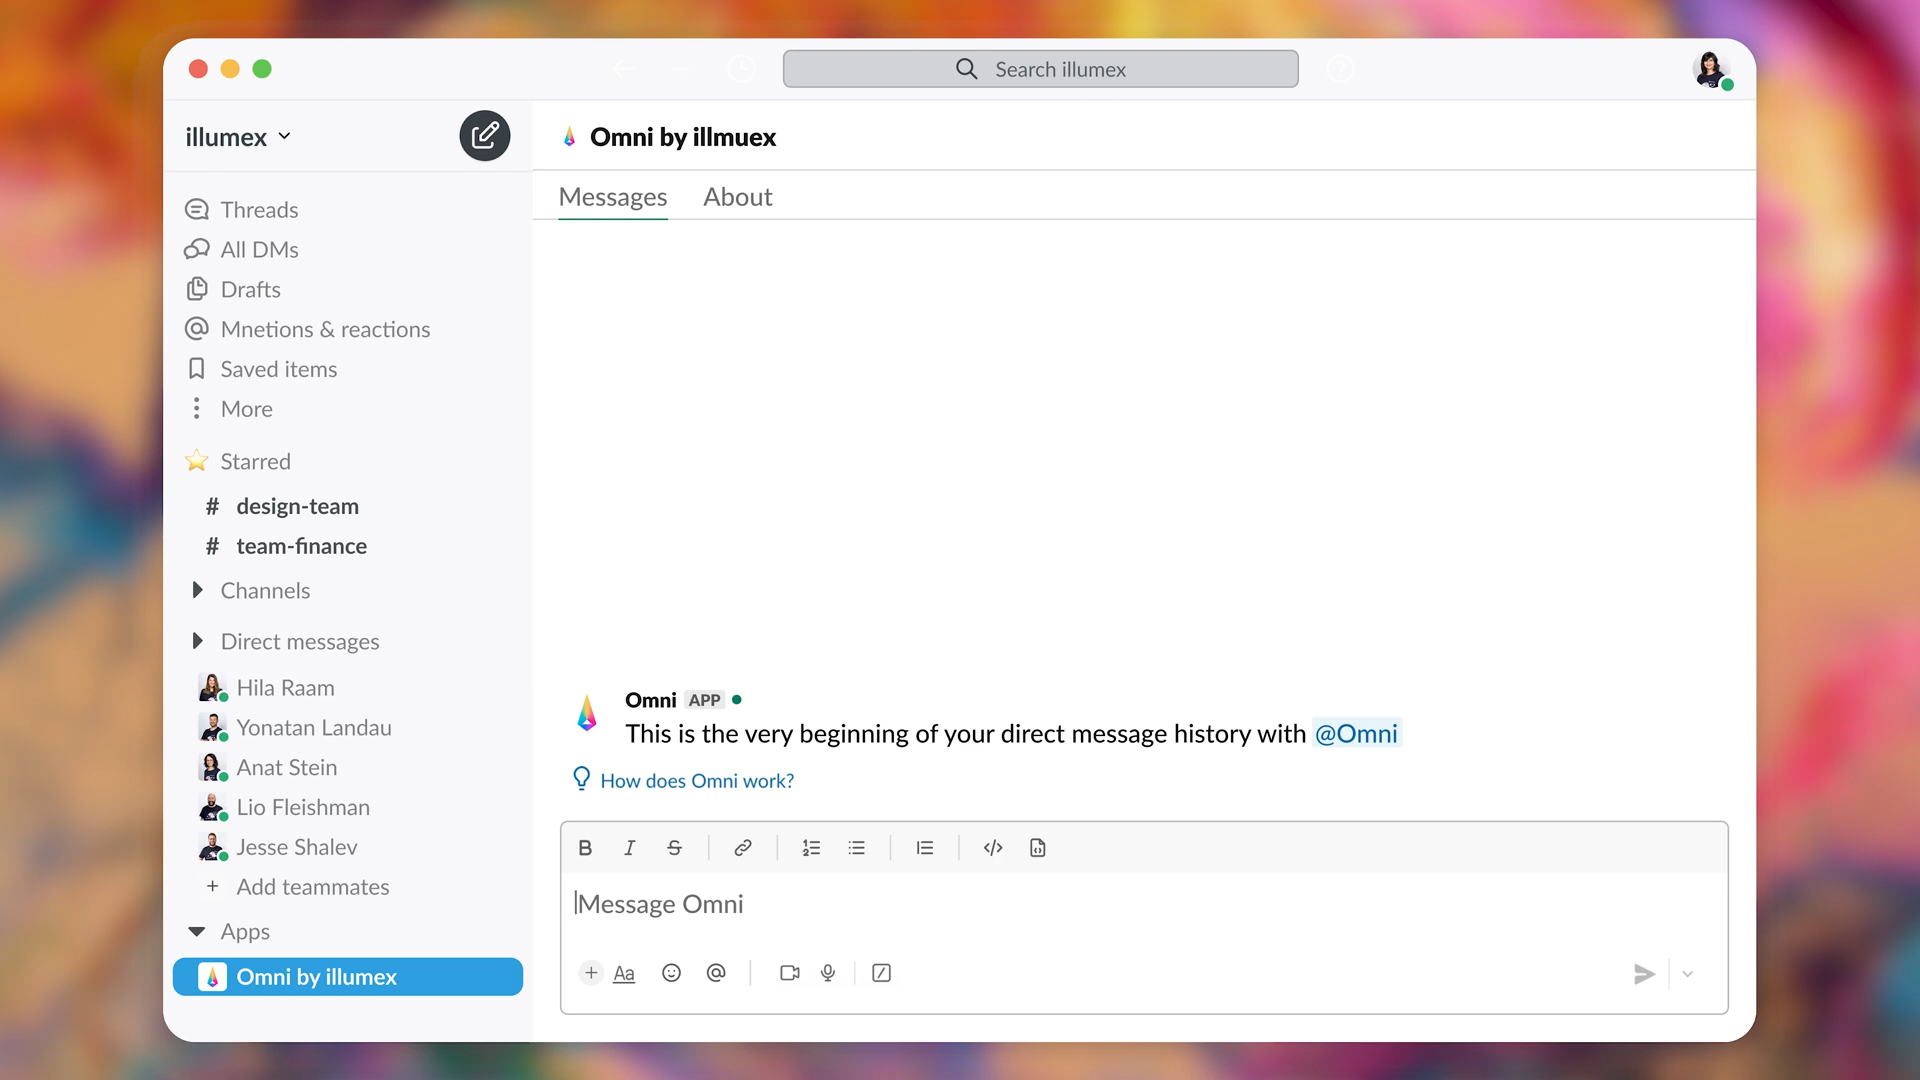 Search illumex
illumex
Omni by illmuex
Messages About
Threads
All DMs
Drafts
Mnetions & reactions
Saved items
More
Starred
# design-team
# team-finance
Channels
Direct messages
Hila Raam
Yonatan Landau
Anat Stein
Lio Fleishman
Jesse Shalev
+ Add teammates
Apps
Omni by illumex
Omni APP
This is the very beginning of your direct message history with @Omni
How does Omni work?
B I S
Message Omni
+ Aa @